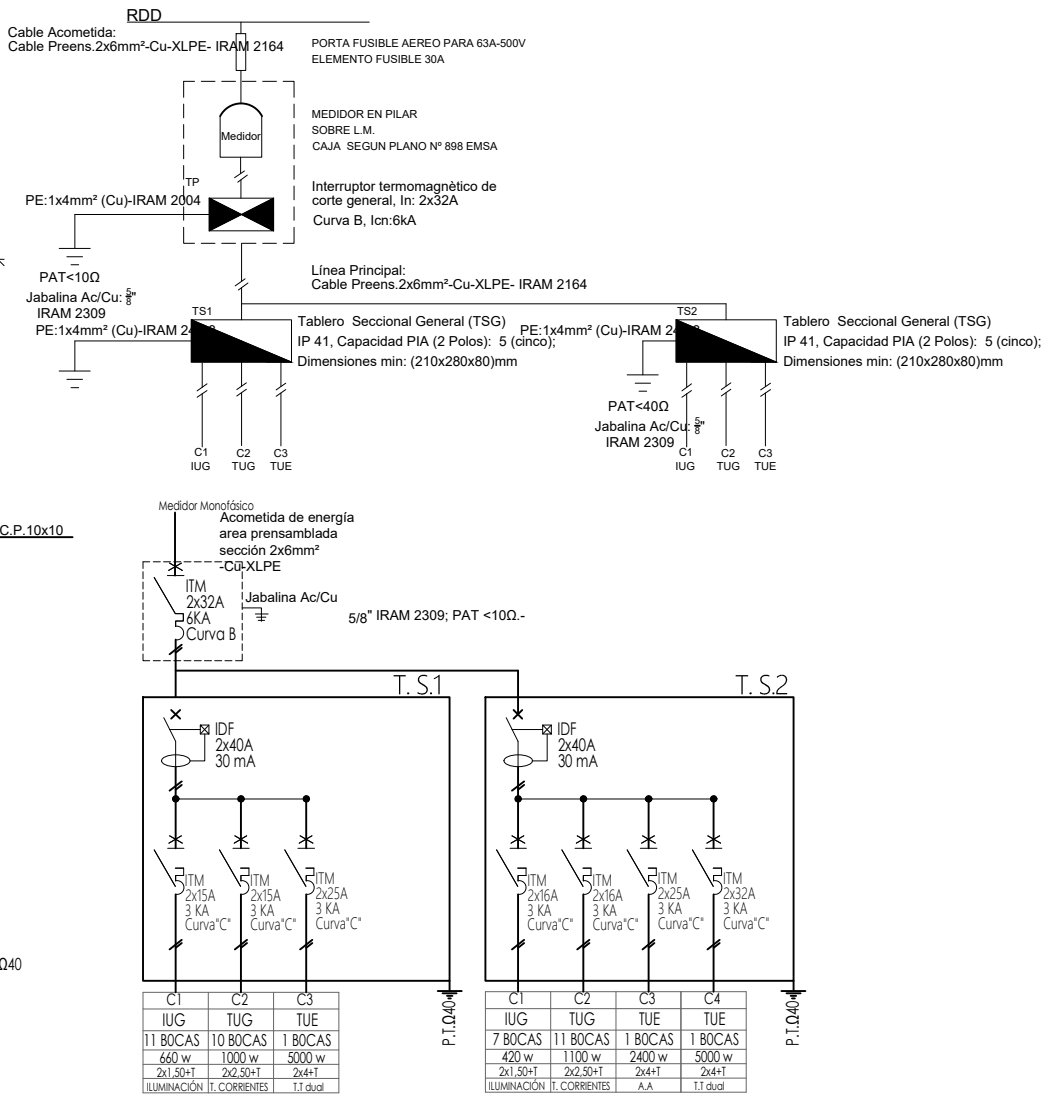 RDD
Cable Acometida:
Cable Preens.2x6mm²-Cu-XLPE- IRAM 2164
PORTA FUSIBLE AEREO PARA 63A-500V
ELEMENTO FUSIBLE 30A
MEDIDOR EN PILAR
SOBRE L.M.
CAJA SEGUN PLANO Nº 898 EMSA
Medidor
TP
Interruptor termomagnètico de
corte general, In: 2x32A
Curva B, Icn:6kA
PE:1x4mm² (Cu)-IRAM 2004
PAT<10Ω
Jabalina Ac/Cu: 5/8"
IRAM 2309
Línea Principal:
Cable Preens.2x6mm²-Cu-XLPE- IRAM 2164
TS1
PE:1x4mm² (Cu)-IRAM
Tablero Seccional General (TSG)
IP 41, Capacidad PIA (2 Polos): 5 (cinco);
Dimensiones min: (210x280x80)mm
TS2
PE:1x4mm² (Cu)-IRAM
Tablero Seccional General (TSG)
IP 41, Capacidad PIA (2 Polos): 5 (cinco);
Dimensiones min: (210x280x80)mm
PAT<40Ω
Jabalina Ac/Cu: 5/8"
IRAM 2309
C1 C2 C3
IUG TUG TUE
C1 C2 C3
IUG TUG TUE
C.P.10x10
Medidor Monofásico
Acometida de energía
area prensamblada
sección 2x6mm²
-Cu-XLPE
ITM
2x32A
6KA
Curva B
Jabalina Ac/Cu
5/8" IRAM 2309; PAT <10Ω.-
T. S.1
IDF
2x40A
30 mA
ITM
2x15A
3 KA
Curva"C"
ITM
2x15A
3 KA
Curva"C"
ITM
2x25A
3 KA
Curva"C"
T. S.2
IDF
2x40A
30 mA
ITM
2x16A
3 KA
Curva"C"
ITM
2x16A
3 KA
Curva"C"
ITM
2x25A
3 KA
Curva"C"
ITM
2x32A
3 KA
Curva"C"
Ω40
C1 C2 C3
IUG TUG TUE
11 BOCAS 10 BOCAS 1 BOCAS
660 w 1000 w 5000 w
2x1,50+T 2x2,50+T 2x4+T
ILUMINACIÓN T. CORRIENTES T.T dual
P.T.Ω40
C1 C2 C3 C4
IUG TUG TUE TUE
7 BOCAS 11 BOCAS 1 BOCAS 1 BOCAS
420 w 1100 w 2400 w 5000 w
2x1,50+T 2x2,50+T 2x4+T 2x4+T
ILUMINACIÓN T. CORRIENTES A.A T.T dual
P.T.Ω40